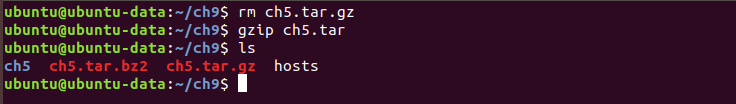 ubuntu@ubuntu-data:~/ch9$ rm ch5.tar.gz
ubuntu@ubuntu-data:~/ch9$ gzip ch5.tar
ubuntu@ubuntu-data:~/ch9$ ls
ch5  ch5.tar.bz2  ch5.tar.gz  hosts
ubuntu@ubuntu-data:~/ch9$